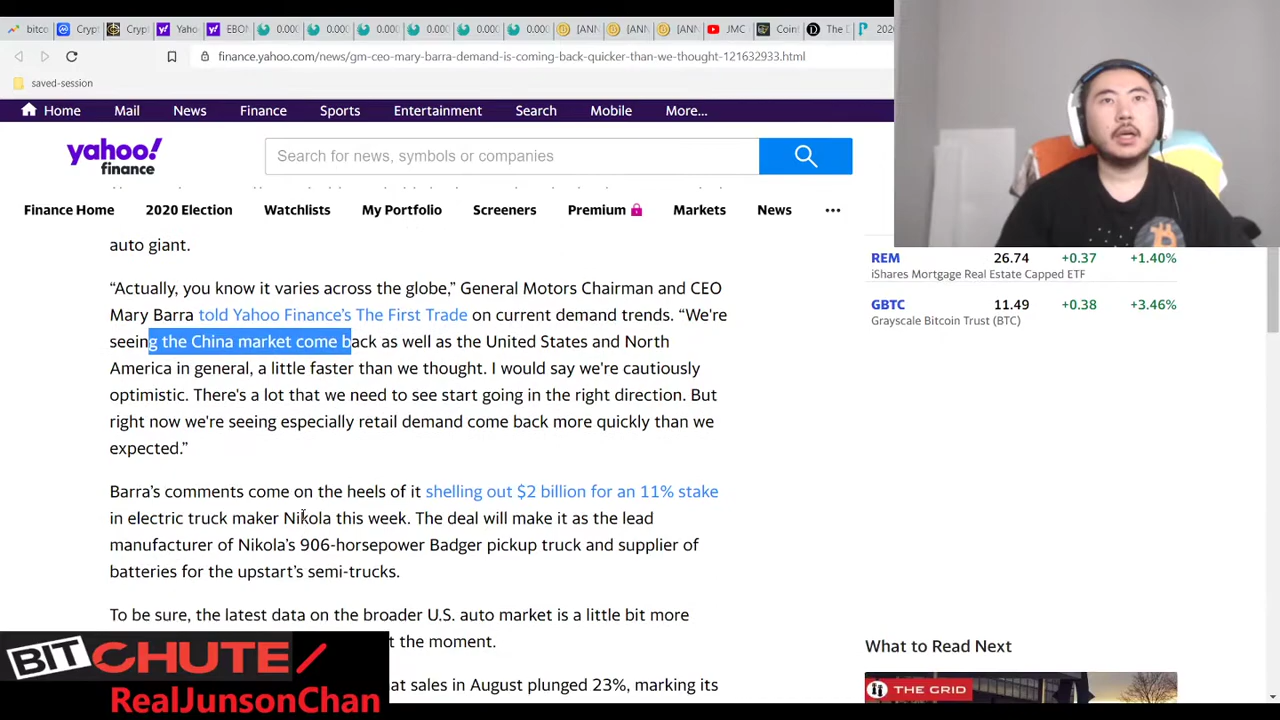 bitco
Cryp
Cryp
Yaho
EBO
0.000
0.00
0.00
0.00
0.00
0.00
[ANN
[ANN
[ANN
JMC
Coin
The D
202
finance.yahoo.com/news/gm-ceo-mary-barra-demand-is-coming-back-quicker-than-we-thought-121632933.html
saved-session
Home Mail News Finance Sports Entertainment Search Mobile More...
yahoo!
finance
Search for news, symbols or companies
Finance Home 2020 Election Watchlists My Portfolio Screeners Premium Markets News
auto giant.
“Actually, you know it varies across the globe,” General Motors Chairman and CEO
Mary Barra told Yahoo Finance’s The First Trade on current demand trends. “We're
seeing the China market come back as well as the United States and North
America in general, a little faster than we thought. I would say we're cautiously
optimistic. There's a lot that we need to see start going in the right direction. But
right now we're seeing especially retail demand come back more quickly than we
expected.”
Barra’s comments come on the heels of it shelling out $2 billion for an 11% stake
in electric truck maker Nikola this week. The deal will make it as the lead
manufacturer of Nikola’s 906-horsepower Badger pickup truck and supplier of
batteries for the upstart’s semi-trucks.
To be sure, the latest data on the broader U.S. auto market is a little bit more
t the moment.
at sales in August plunged 23%, marking its
REM 26.74 +0.37 +1.40%
iShares Mortgage Real Estate Capped ETF
GBTC 11.49 +0.38 +3.46%
Grayscale Bitcoin Trust (BTC)
What to Read Next
THE GRID
BITCHUTE/
RealJunsonChan